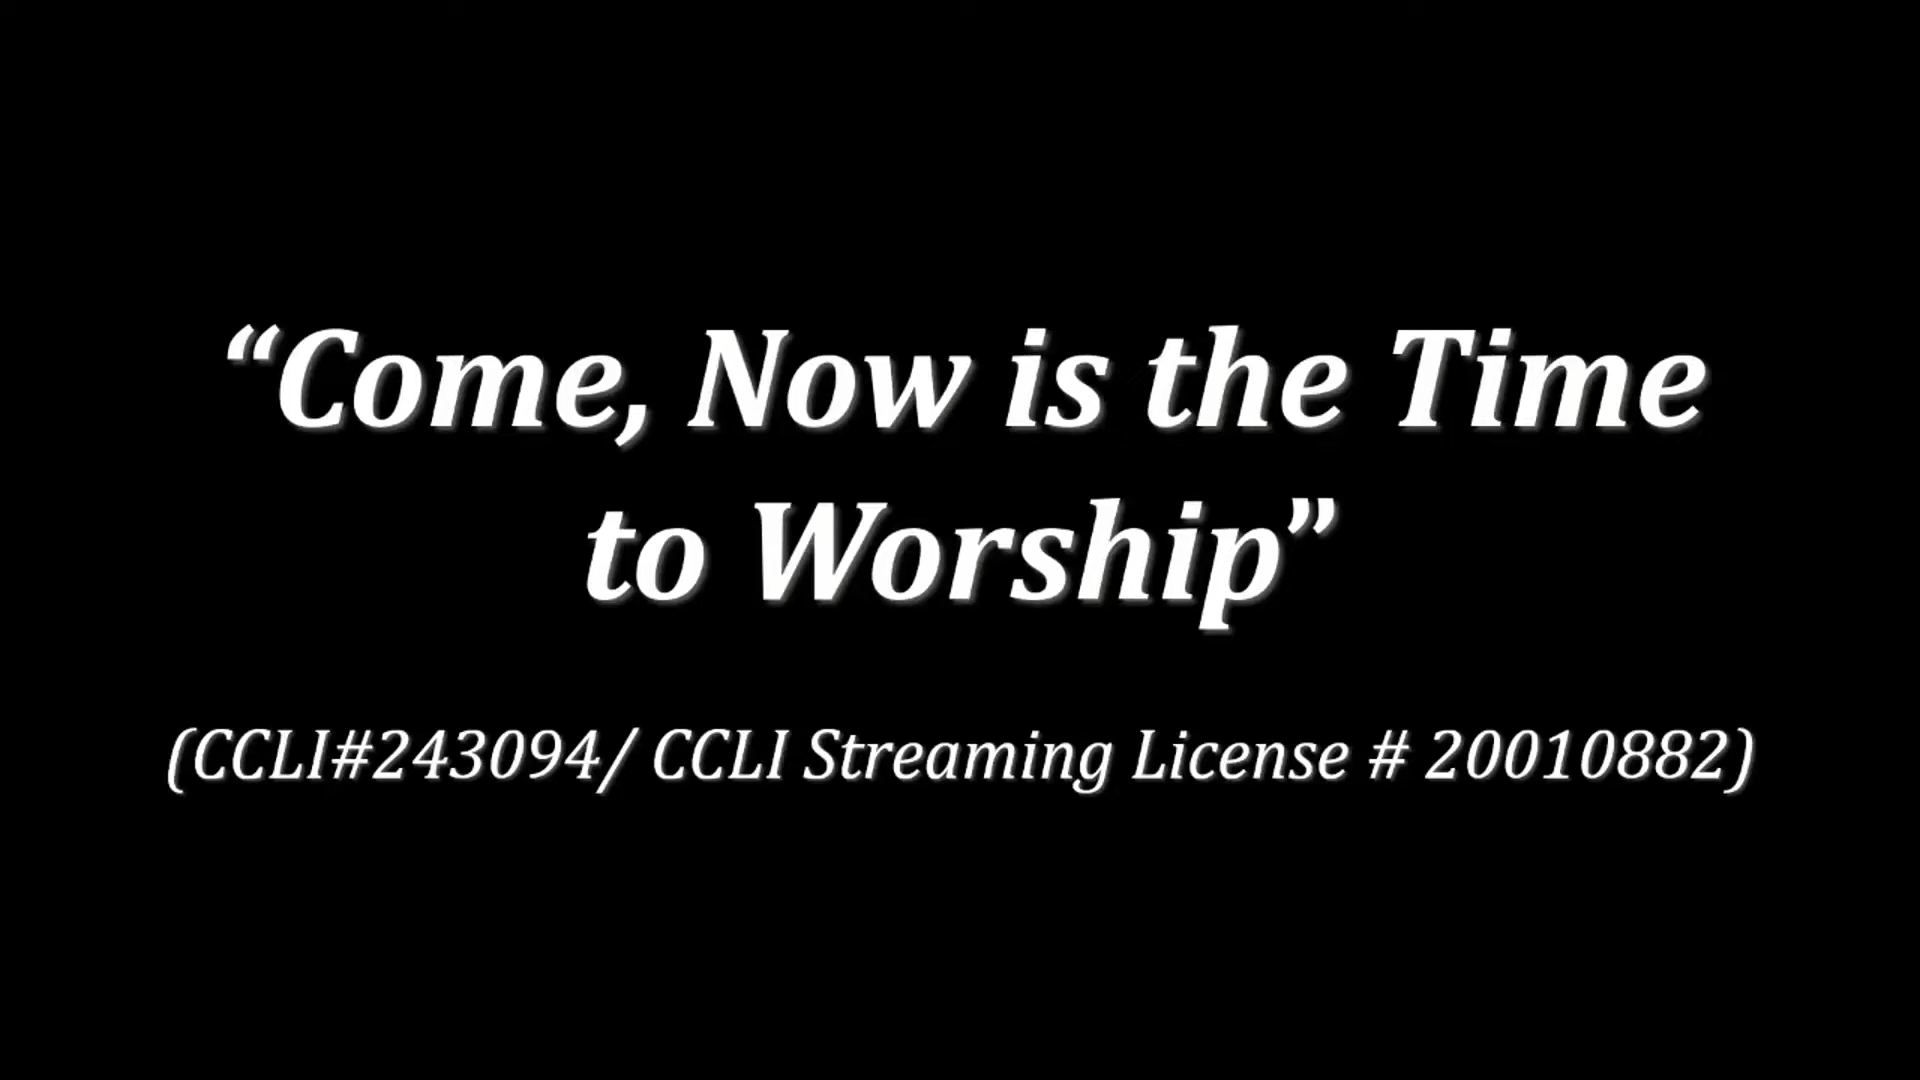 “Come, Now is the Time
to Worship”
(CCLI#243094/ CCLI Streaming License # 20010882)